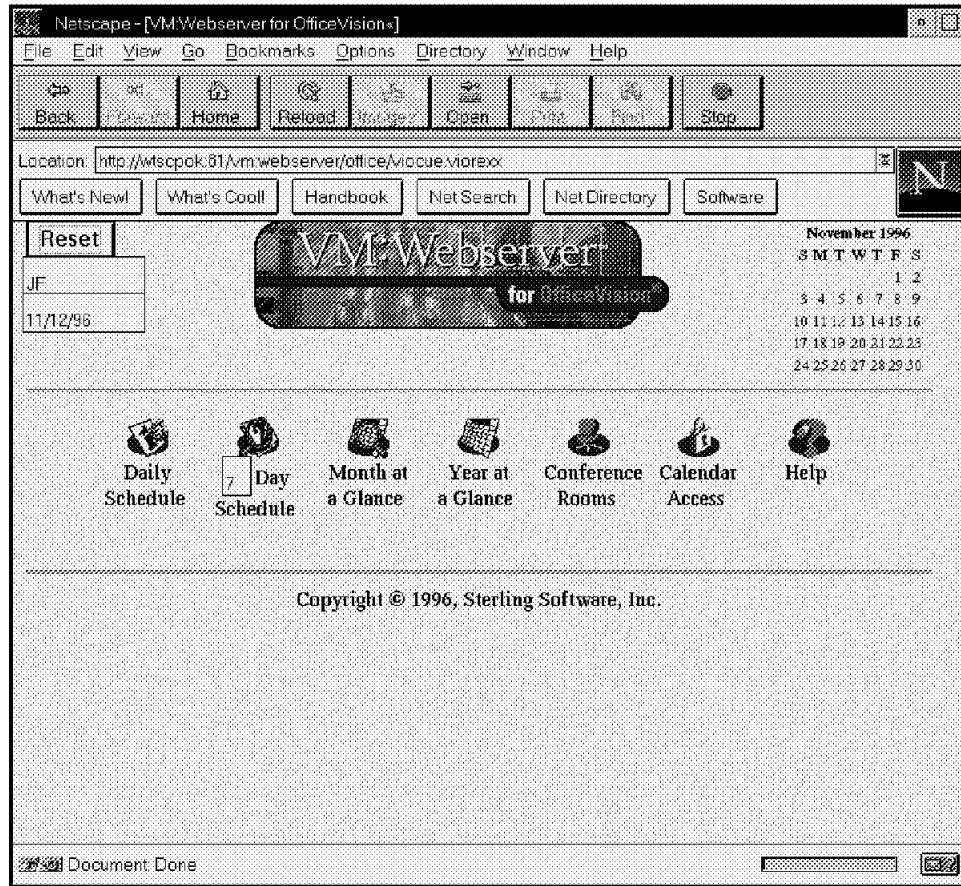 Netscape - [VM:Webserver for OfficeVision«]
File Edit View Go Bookmarks Options Directory Window Help
Back Forward Home Reload Images Open Print Find Stop
Location: http://wtscpok:81/vm:webserver/office/viocue.viorexx
N
What's New! What's Cool! Handbook Net Search Net Directory Software
Reset
JF
11/12/96
VM:Webserver
for OfficeVision
November 1996
S M T W T F S
1 2
3 4 5 6 7 8 9
10 11 12 13 14 15 16
17 18 19 20 21 22 23
24 25 26 27 28 29 30
Daily
Schedule
7 Day
Schedule
Month at
a Glance
Year at
a Glance
Conference
Rooms
Calendar
Access
Help
Copyright © 1996, Sterling Software, Inc.
Document: Done